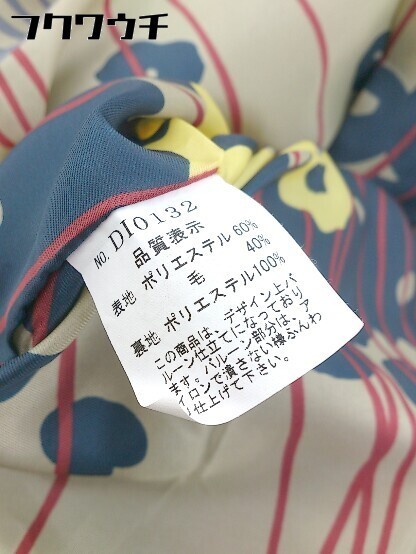 フクワウチ
NO. DI0132
品質表示
表地 ポリエステル 60%
毛 40%
裏地 ポリエステル 100%
この商品は、デザイン上バ
ルーン仕立てになっており
ます。バルーン部分は、ア
イロンで潰さない様ふんわ
り仕上げて下さい。